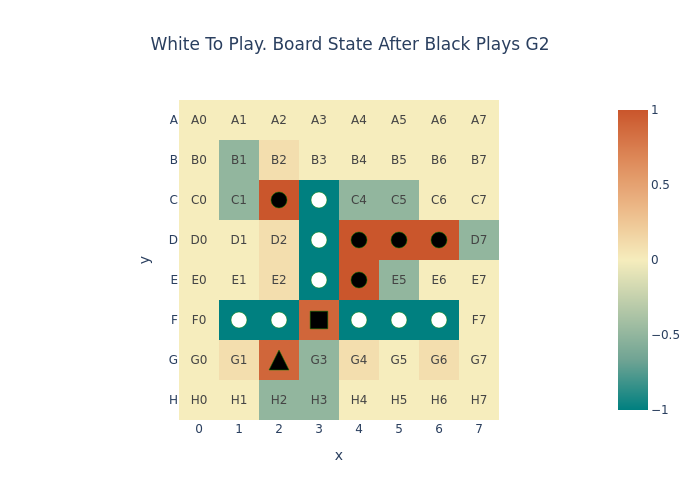 White To Play. Board State After Black Plays G2
A A0 A1 A2 A3 A4 A5 A6 A7
B B0 B1 B2 B3 B4 B5 B6 B7
C C0 C1 C4 C5 C6 C7
D D0 D1 D2 D7
E E0 E1 E2 E5 E6 E7
F F0 F7
G G0 G1 G3 G4 G5 G6 G7
H H0 H1 H2 H3 H4 H5 H6 H7
0 1 2 3 4 5 6 7
x
y
1
0.5
0
−0.5
−1